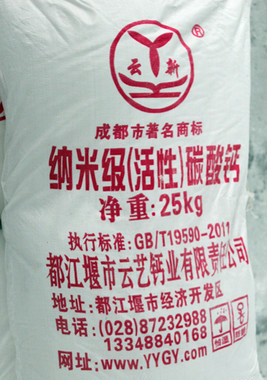 云新
®
成都市著名商标
纳米级(活性)碳酸钙
净重:25kg
执行标准:GB/T19590-2011
都江堰市云艺钙业有限责任公司
地址:都江堰市经济开发区
电话:(028)87232988
13348840168
网址:www.YYGY.com
怕湿